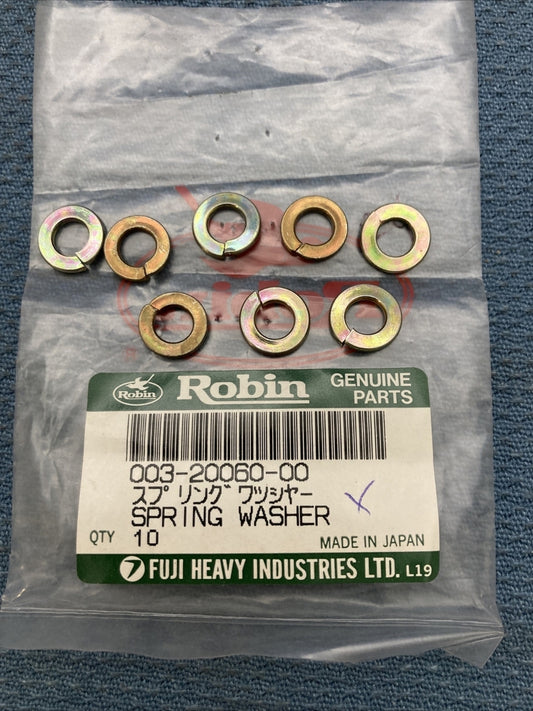 Robin
Robin GENUINE PARTS
003-20060-00
スプリングワッシャー
SPRING WASHER
QTY 10 MADE IN JAPAN
FUJI HEAVY INDUSTRIES LTD. L19